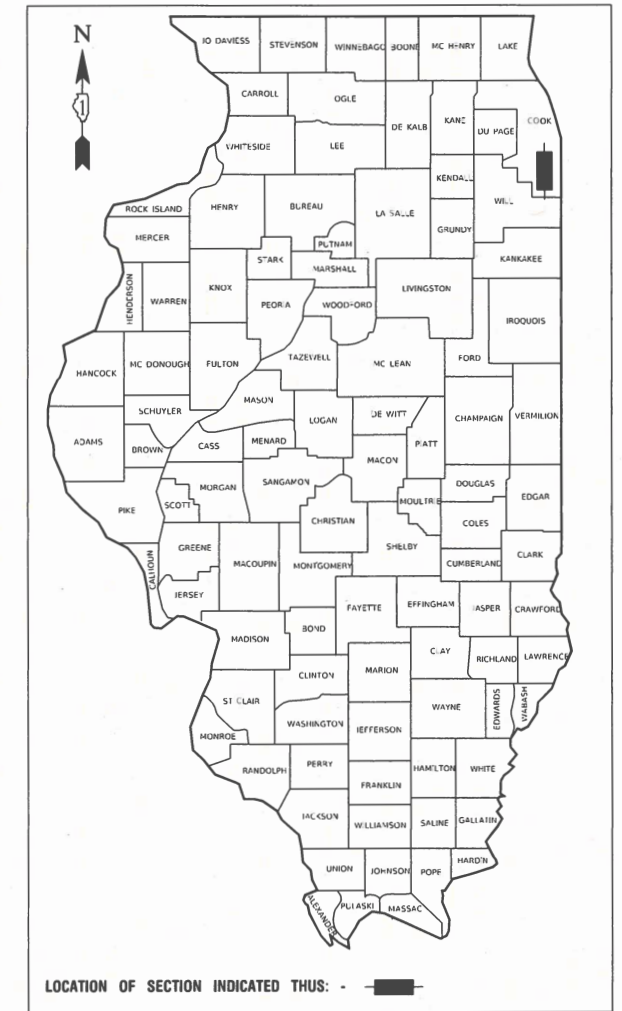 JO DAVIESS STEVENSON WINNEBAGO BOONE MC HENRY LAKE
N
CARROLL OGLE
1
DE KALB KANE DU PAGE COOK
WHITESIDE LEE
KENDALL
WILL
ROCK ISLAND HENRY BUREAU LA SALLE
GRUNDY
MERCER PUTNAM
STARK MARSHALL KANKAKEE
HENDERSON WARREN KNOX PEORIA WOODFORD LIVINGSTON
IROQUOIS
HANCOCK MC DONOUGH FULTON TAZEWELL MC LEAN FORD
MASON
SCHUYLER LOGAN DE WITT CHAMPAIGN VERMILION
ADAMS BROWN CASS MENARD PIATT
MACON
PIKE SCOTT MORGAN SANGAMON DOUGLAS
MOULTRIE EDGAR
CHRISTIAN COLES
CALHOUN GREENE MACOUPIN MONTGOMERY SHELBY CUMBERLAND CLARK
JERSEY
FAYETTE EFFINGHAM JASPER CRAWFORD
MADISON BOND
CLAY RICHLAND LAWRENCE
CLINTON MARION
ST CLAIR WAYNE EDWARDS WABASH
WASHINGTON JEFFERSON
MONROE
RANDOLPH PERRY HAMILTON WHITE
FRANKLIN
JACKSON WILLIAMSON SALINE GALLATIN
UNION JOHNSON POPE HARD'N
ALEXANDER PULASKI MASSAC
LOCATION OF SECTION INDICATED THUS: -